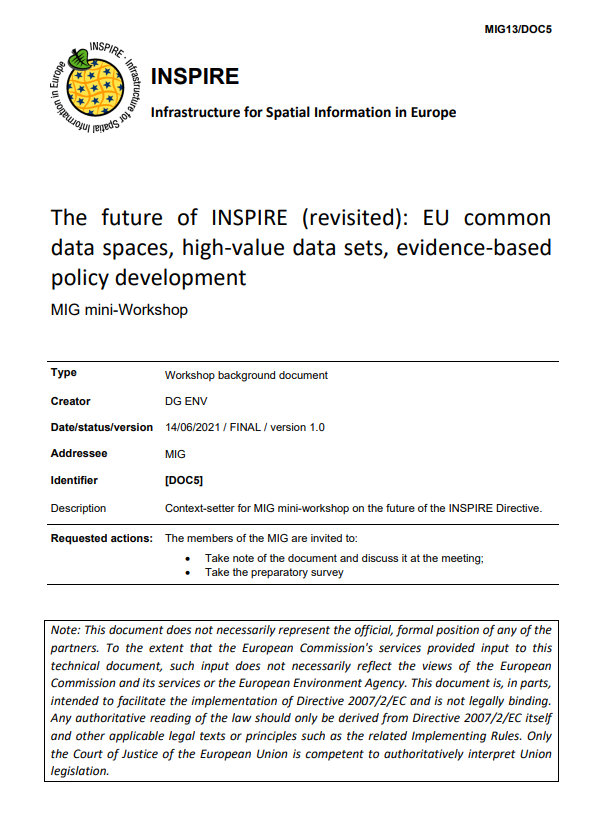 MIG13/DOC5
INSPIRE - Infrastructure for Spatial Information in Europe
INSPIRE
Infrastructure for Spatial Information in Europe
The future of INSPIRE (revisited): EU common
data spaces, high-value data sets, evidence-based
policy development
MIG mini-Workshop
Type Workshop background document
Creator DG ENV
Date/status/version 14/06/2021 / FINAL / version 1.0
Addressee MIG
Identifier [DOC5]
Description Context-setter for MIG mini-workshop on the future of the INSPIRE Directive.
Requested actions: The members of the MIG are invited to:
• Take note of the document and discuss it at the meeting;
• Take the preparatory survey
Note: This document does not necessarily represent the official, formal position of any of the
partners. To the extent that the European Commission's services provided input to this
technical document, such input does not necessarily reflect the views of the European
Commission and its services or the European Environment Agency. This document is, in parts,
intended to facilitate the implementation of Directive 2007/2/EC and is not legally binding.
Any authoritative reading of the law should only be derived from Directive 2007/2/EC itself
and other applicable legal texts or principles such as the related Implementing Rules. Only
the Court of Justice of the European Union is competent to authoritatively interpret Union
legislation.